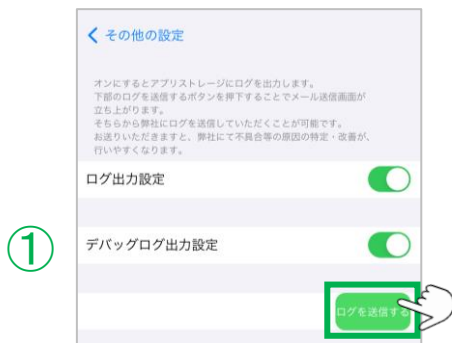 その他の設定
オンにするとアプリストレージにログを出力します。
下部のログを送信するボタンを押下することでメール送信画面が
立ち上がります。
そちらから弊社にログを送信していただくことが可能です。
お送りいただきますと、弊社にて不具合等の原因の特定・改善が、
行いやすくなります。
ログ出力設定
①
デバッグログ出力設定
ログを送信する